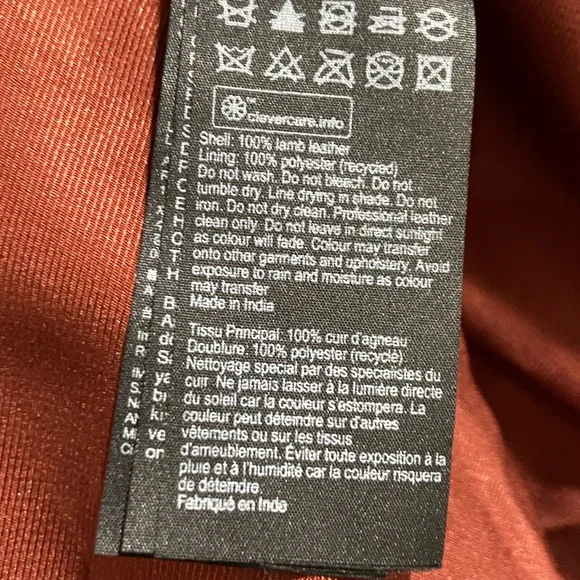 ™
clevercare.info
Shell: 100% lamb leather
Lining: 100% polyester (recycled)
Do not wash. Do not bleach. Do not
tumble dry. Line drying in shade. Do not
iron. Do not dry clean. Professional leather
clean only. Do not leave in direct sunlight
as colour will fade. Colour may transfer
onto other garments and upholstery. Avoid
exposure to rain and moisture as colour
may transfer
Made in India
Tissu Principal: 100% cuir d'agneau
Doublure: 100% polyester (recyclé)
Nettoyage special par des specialistes du
cuir. Ne jamais laisser à la lumière directe
du soleil car la couleur s'estompera. La
couleur peut déteindre sur d'autres
vêtements ou sur les tissus
d'ameublement. Éviter toute exposition à la
pluie et à l'humidité car la couleur risquera
de déteindre.
Fabriqué en Inde